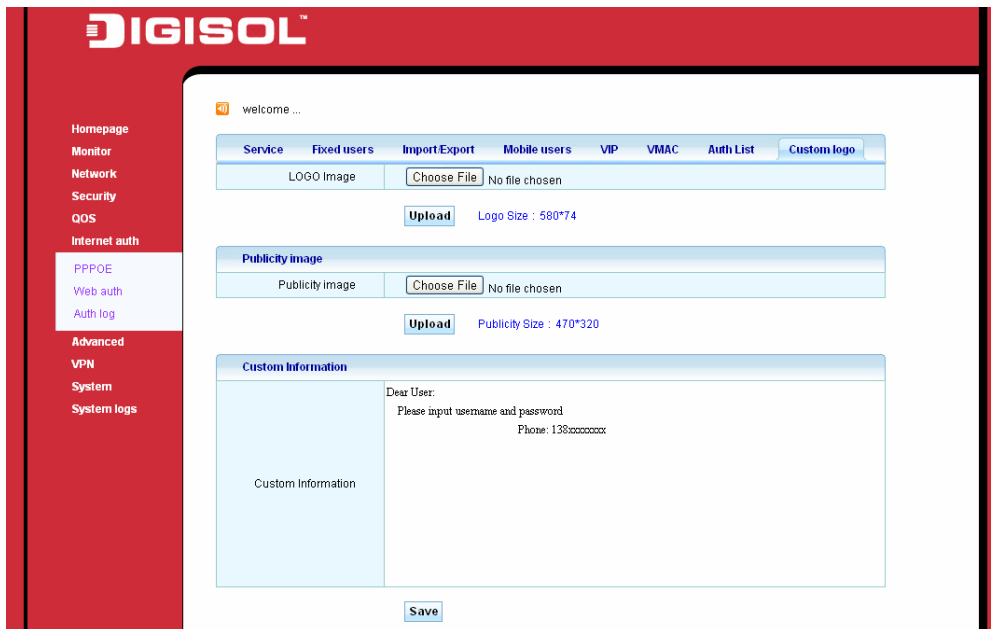 DIGISOL™
welcome ...
Homepage
Monitor
Network
Security
QOS
Internet auth
PPPOE
Web auth
Auth log
Advanced
VPN
System
System logs
Service Fixed users Import/Export Mobile users VIP VMAC Auth List Custom logo
LOGO Image Choose File No file chosen
Upload Logo Size : 580*74
Publicity image
Publicity image Choose File No file chosen
Upload Publicity Size : 470*320
Custom Information
Custom Information
Dear User:
Please input username and password
Phone: 138xxxxxxxx
Save